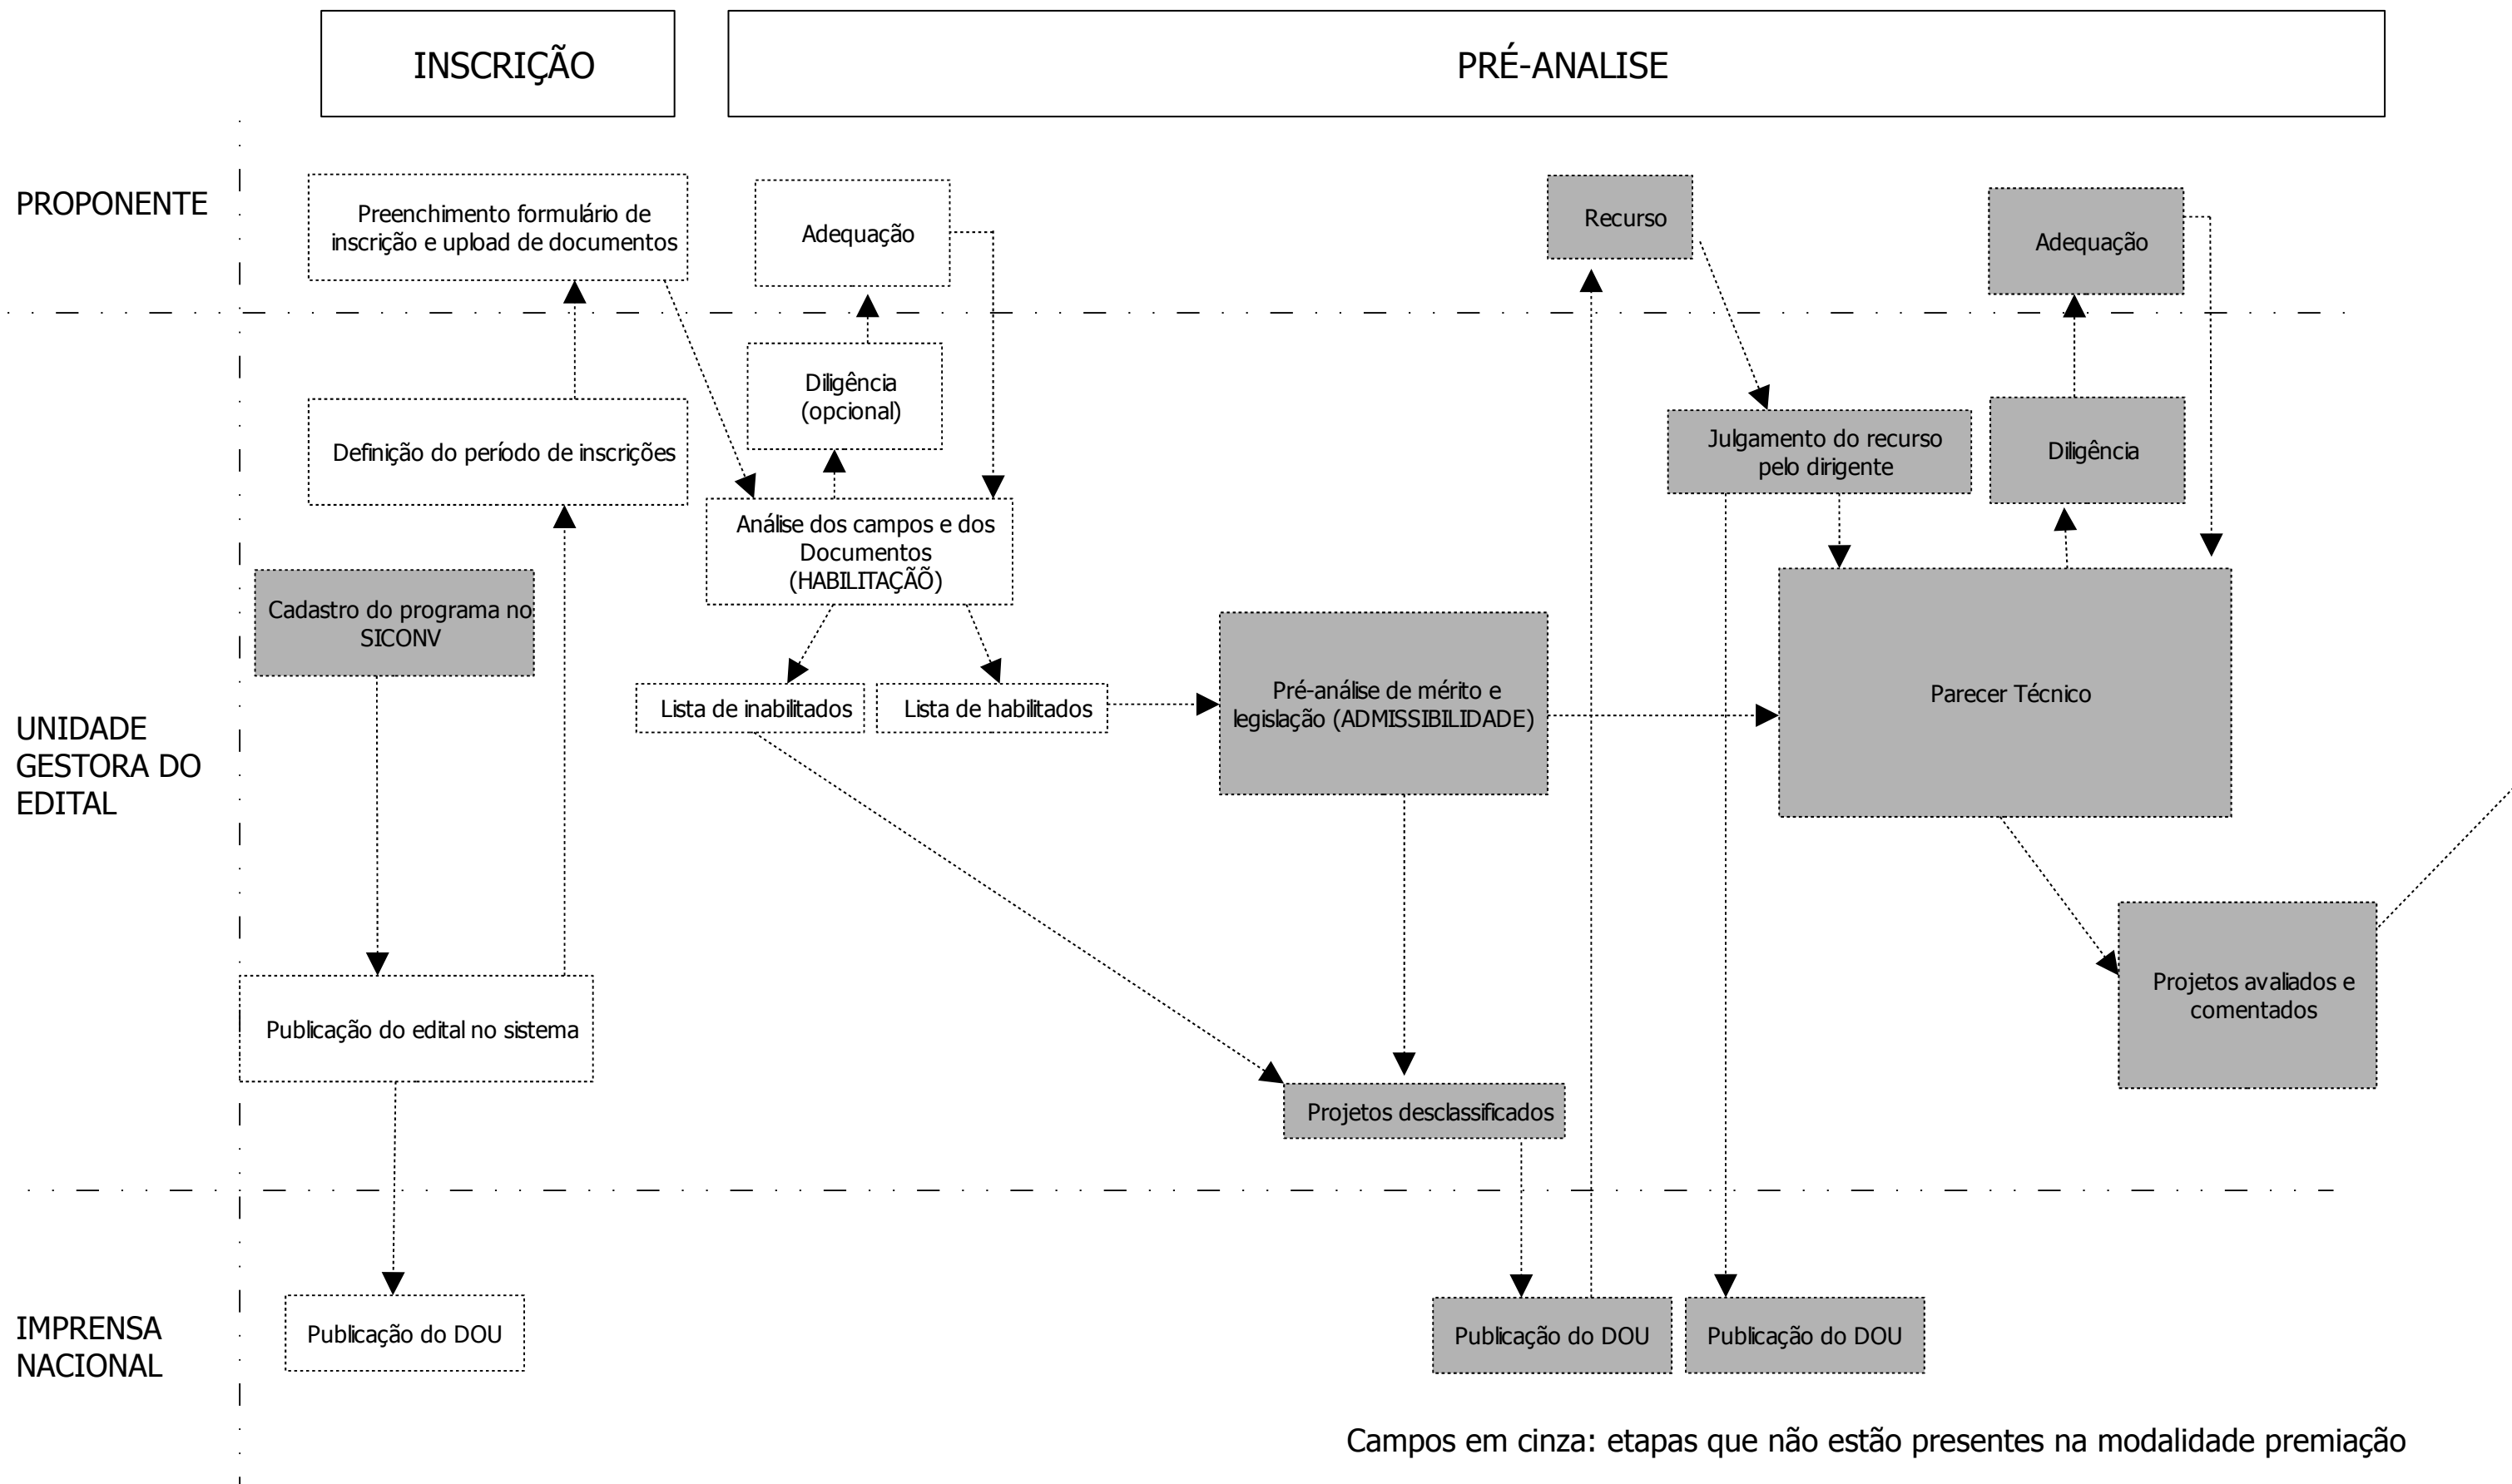 INSCRIÇÃO
PRÉ-ANALISE
PROPONENTE
Preenchimento formulário de
inscrição e upload de documentos
Adequação
Recurso
Adequação
Diligência
(opcional)
Definição do período de inscrições
Julgamento do recurso
pelo dirigente
Diligência
Análise dos campos e dos
Documentos
(HABILITAÇÃÕ)
Cadastro do programa no
SICONV
UNIDADE
GESTORA DO
EDITAL
Lista de inabilitados
Lista de habilitados
Pré-análise de mérito e
legislação (ADMISSIBILIDADE)
Parecer Técnico
Projetos avaliados e
comentados
Publicação do edital no sistema
Projetos desclassificados
IMPRENSA
NACIONAL
Publicação do DOU
Publicação do DOU
Publicação do DOU
Campos em cinza: etapas que não estão presentes na modalidade premiação